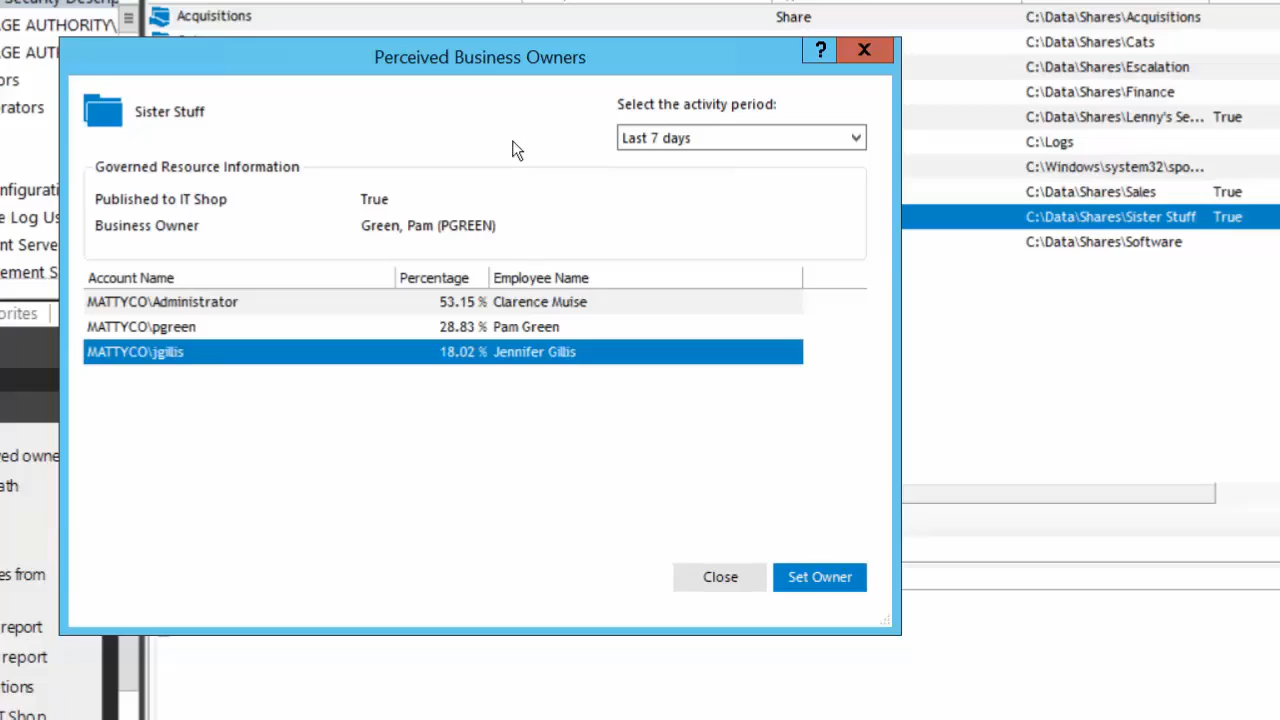 Acquisitions Share C:\Data\Shares\Acquisitions
AGE AUTHORITY\
C:\Data\Shares\Cats
C:\Data\Shares\Escalation
ors
C:\Data\Shares\Finance
erators
C:\Data\Shares\Lenny's Se... True
C:\Logs
C:\Windows\system32\spo...
C:\Data\Shares\Sales True
C:\Data\Shares\Sister Stuff True
C:\Data\Shares\Software
e Log Us
nt Serve
ement S
orites
ved owne
ath
es from
report
report
tions
T Shop
Perceived Business Owners
? X
Sister Stuff
Select the activity period:
Last 7 days
Governed Resource Information
Published to IT Shop True
Business Owner Green, Pam (PGREEN)
Account Name Percentage Employee Name
MATTYCO\Administrator 53.15 % Clarence Muise
MATTYCO\pgreen 28.83 % Pam Green
MATTYCO\jgillis 18.02 % Jennifer Gillis
Close Set Owner